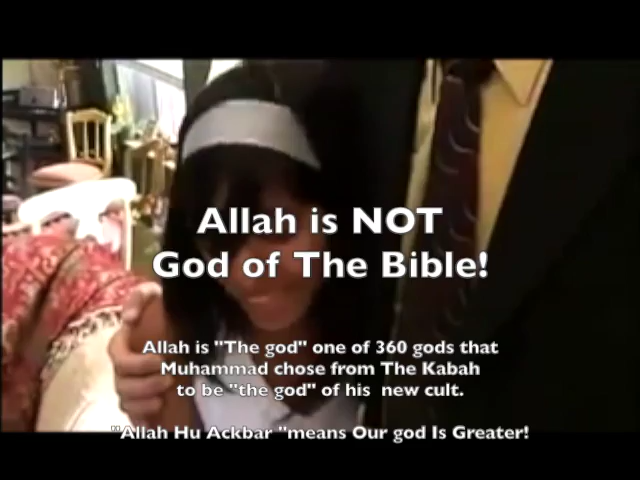 Allah is NOT
God of The Bible!
Allah is "The god" one of 360 gods that
Muhammad chose from The Kabah
to be "the god" of his new cult.
"Allah Hu Ackbar "means Our god Is Greater!